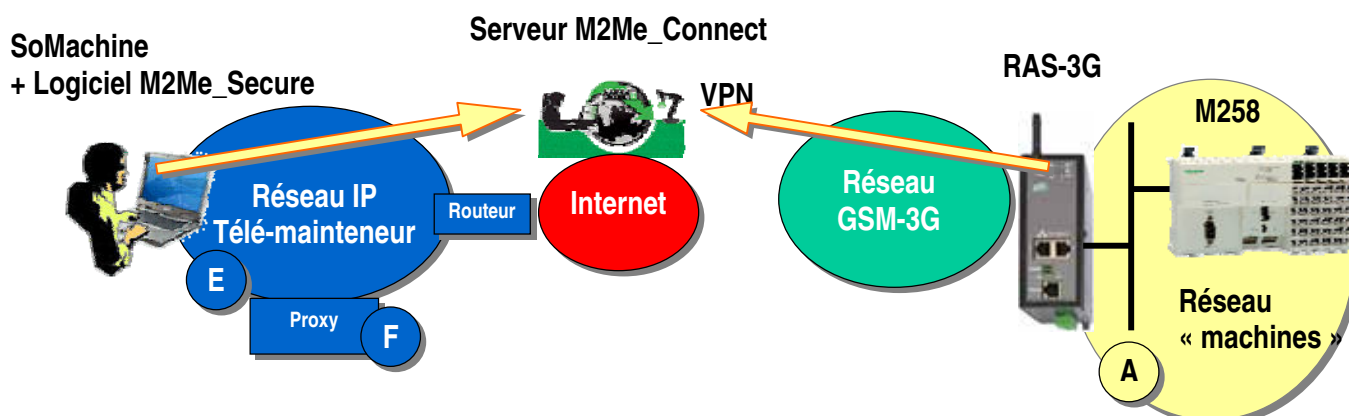 Serveur M2Me_Connect
SoMachine
+ Logiciel M2Me_Secure
VPN
RAS-3G
M258
Réseau IP
Télé-mainteneur
Routeur
Internet
Réseau
GSM-3G
E
Proxy
F
Réseau
« machines »
A